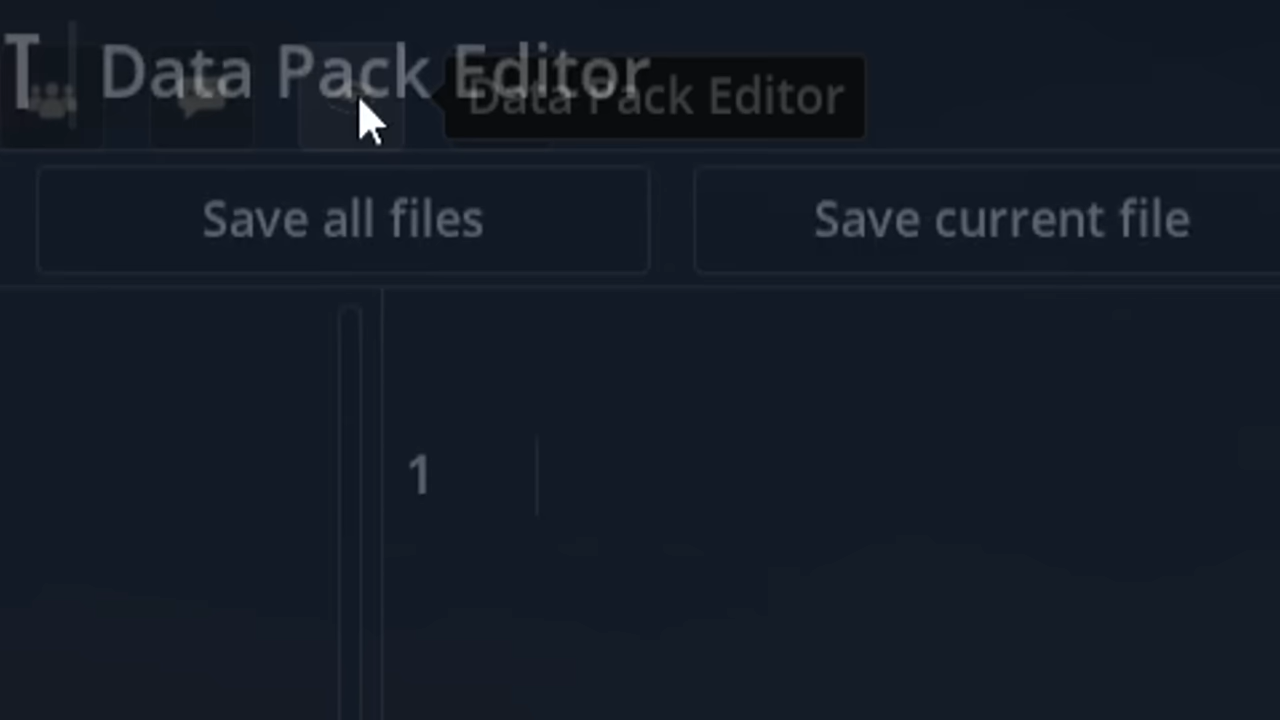 T Data Pack Editor
Data Pack Editor
Save all files
Save current file
1